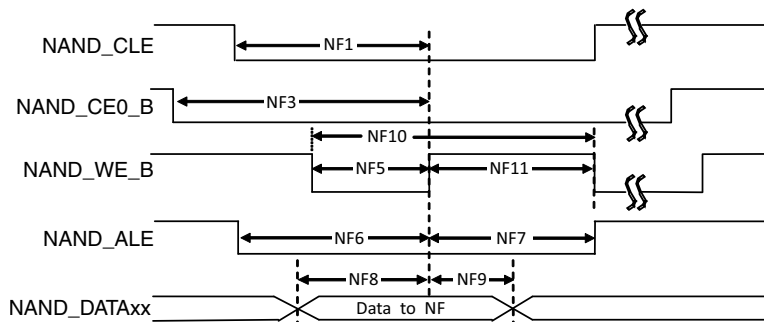 NAND_CLE
NF1
NAND_CE0_B
NF3
NF10
NAND_WE_B
NF5
NF11
NAND_ALE
NF6
NF7
NF8
NF9
NAND_DATAxx
Data to NF